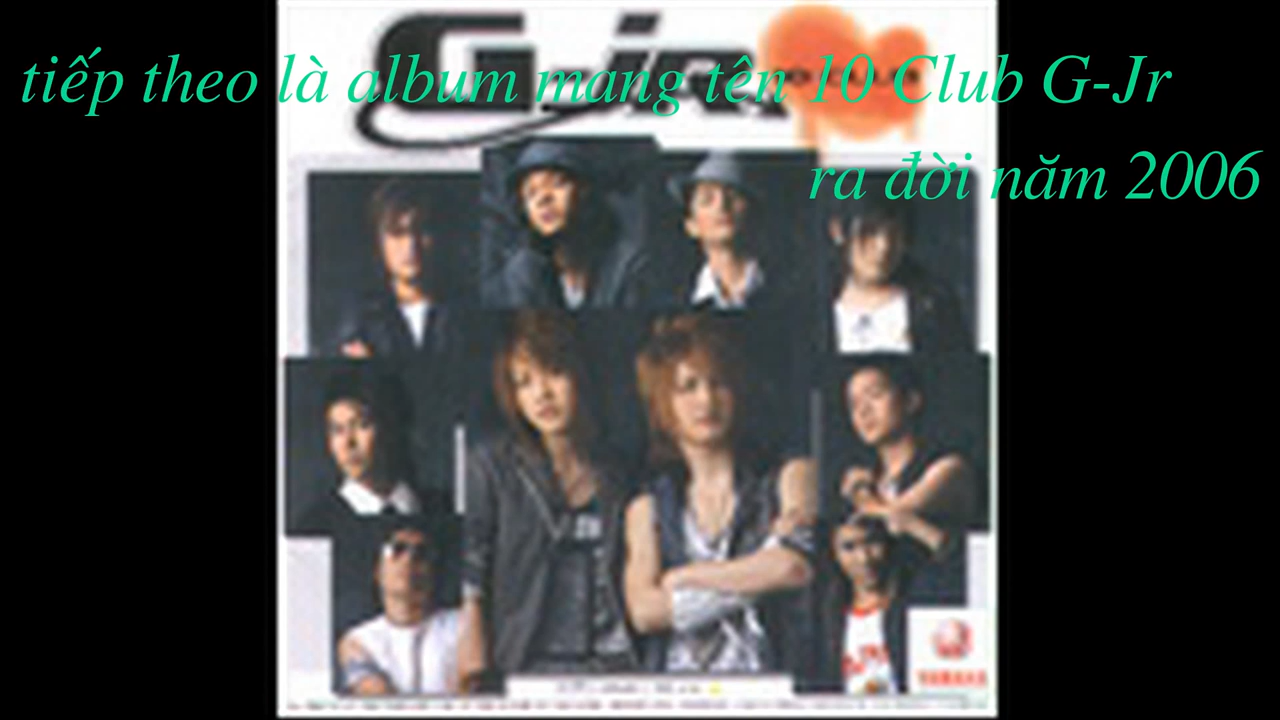 G-jr
tiếp theo là album mang tên 10 Club G-Jr
ra đời năm 2006
YAMAHA